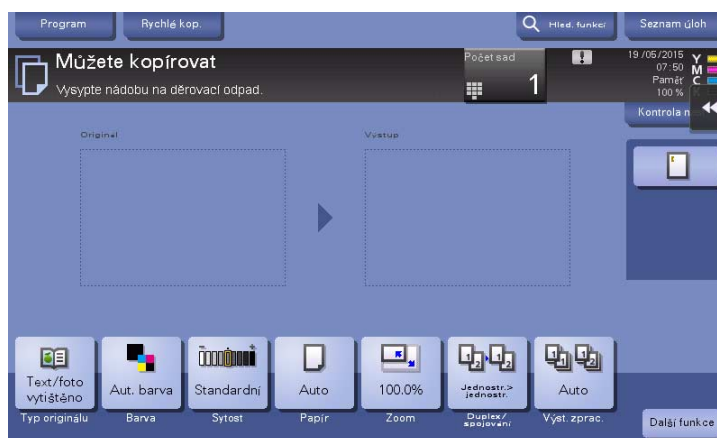 Program
Rychlé kop.
Hled. funkcí
Seznam úloh
Můžete kopírovat
Vysypte nádobu na děrovací odpad.
Počet sad
1
19/05/2015
07:50
Paměť
100 %
Y
M
C
K
Kontrola
Originál
Výstup
Text/foto
vytištěno
Aut. barva
Standardní
Auto
100.0%
Jednostr.>
jednostr.
Auto
Typ originálu
Barva
Sytost
Papír
Zoom
Duplex/
spojování
Výst. zprac.
Další funkce